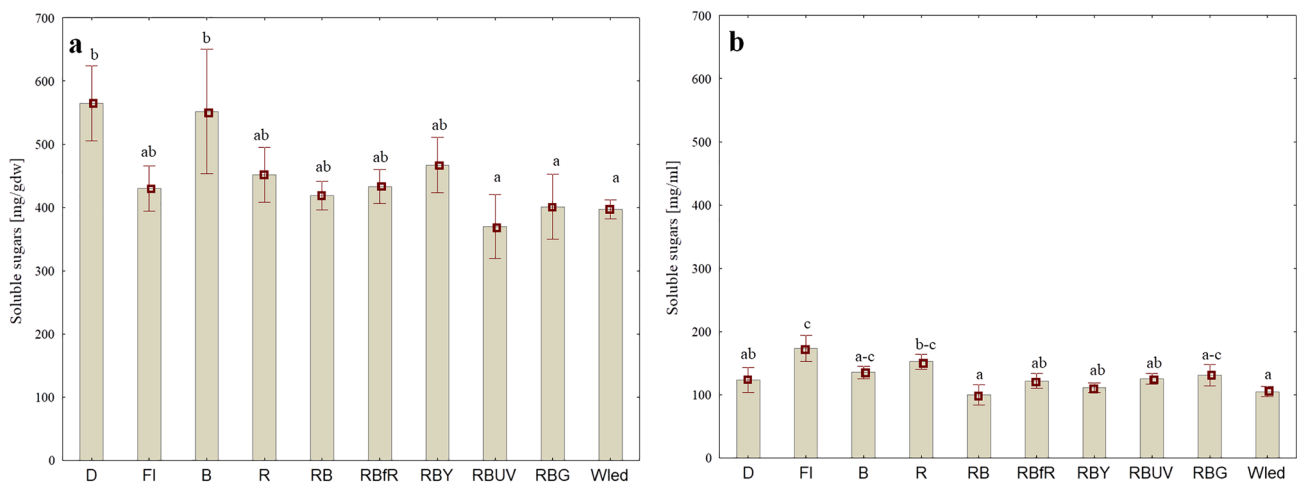 a
Soluble sugars [mg/gdw]
700
600
500
400
300
200
100
0
b ab b ab ab ab ab a a a
D Fl B R RB RBfR RBY RBUV RBG Wled
b
Soluble sugars [mg/ml]
700
600
500
400
300
200
100
0
ab c a-c b-c a ab ab ab a-c a
D Fl B R RB RBfR RBY RBUV RBG Wled